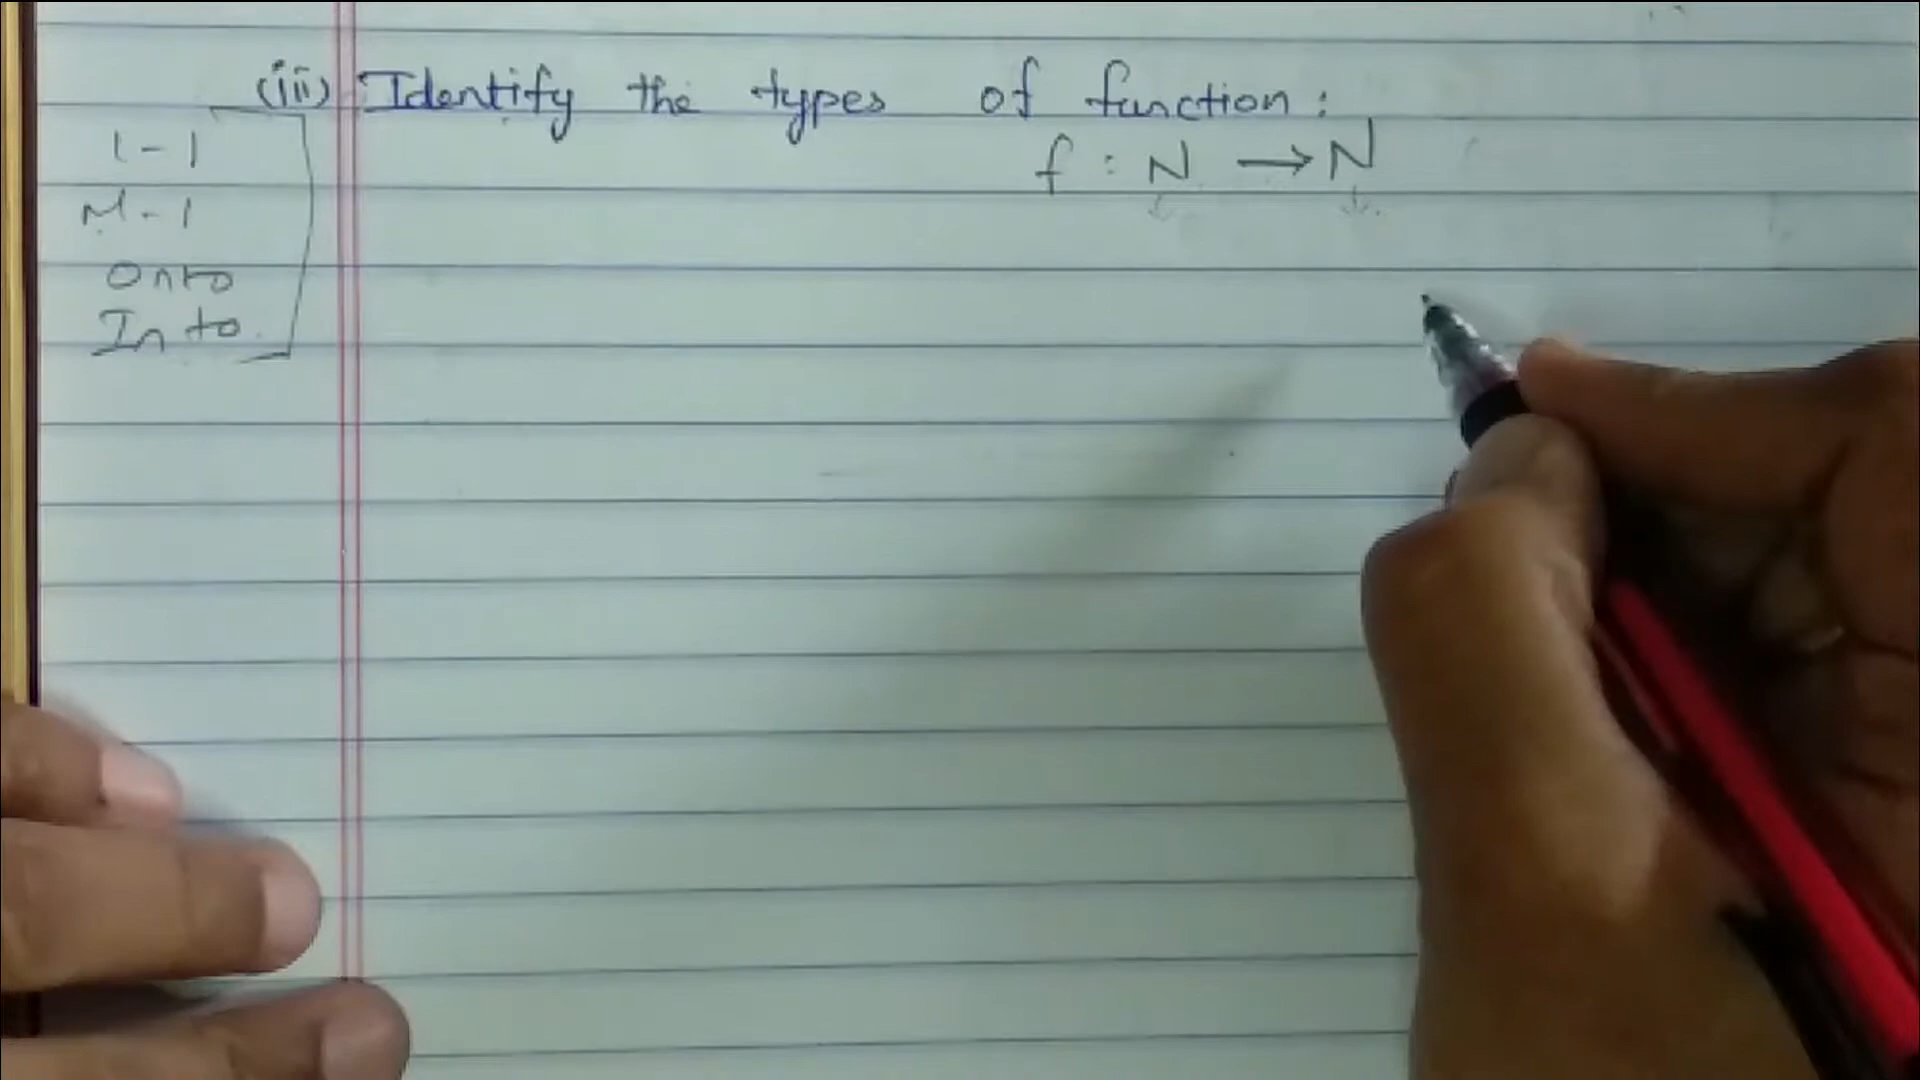 (iii) Identify the types of function:
f : N → N
1-1
M-1
Onto
Into.